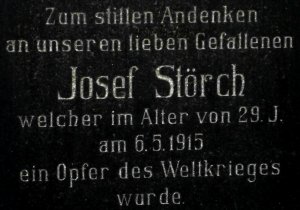 Zum stillen Andenken
an unseren lieben Gefallenen
Josef Störch
welcher im Alter von 29. J.
am 6.5.1915
ein Opfer des Weltkrieges
wurde.